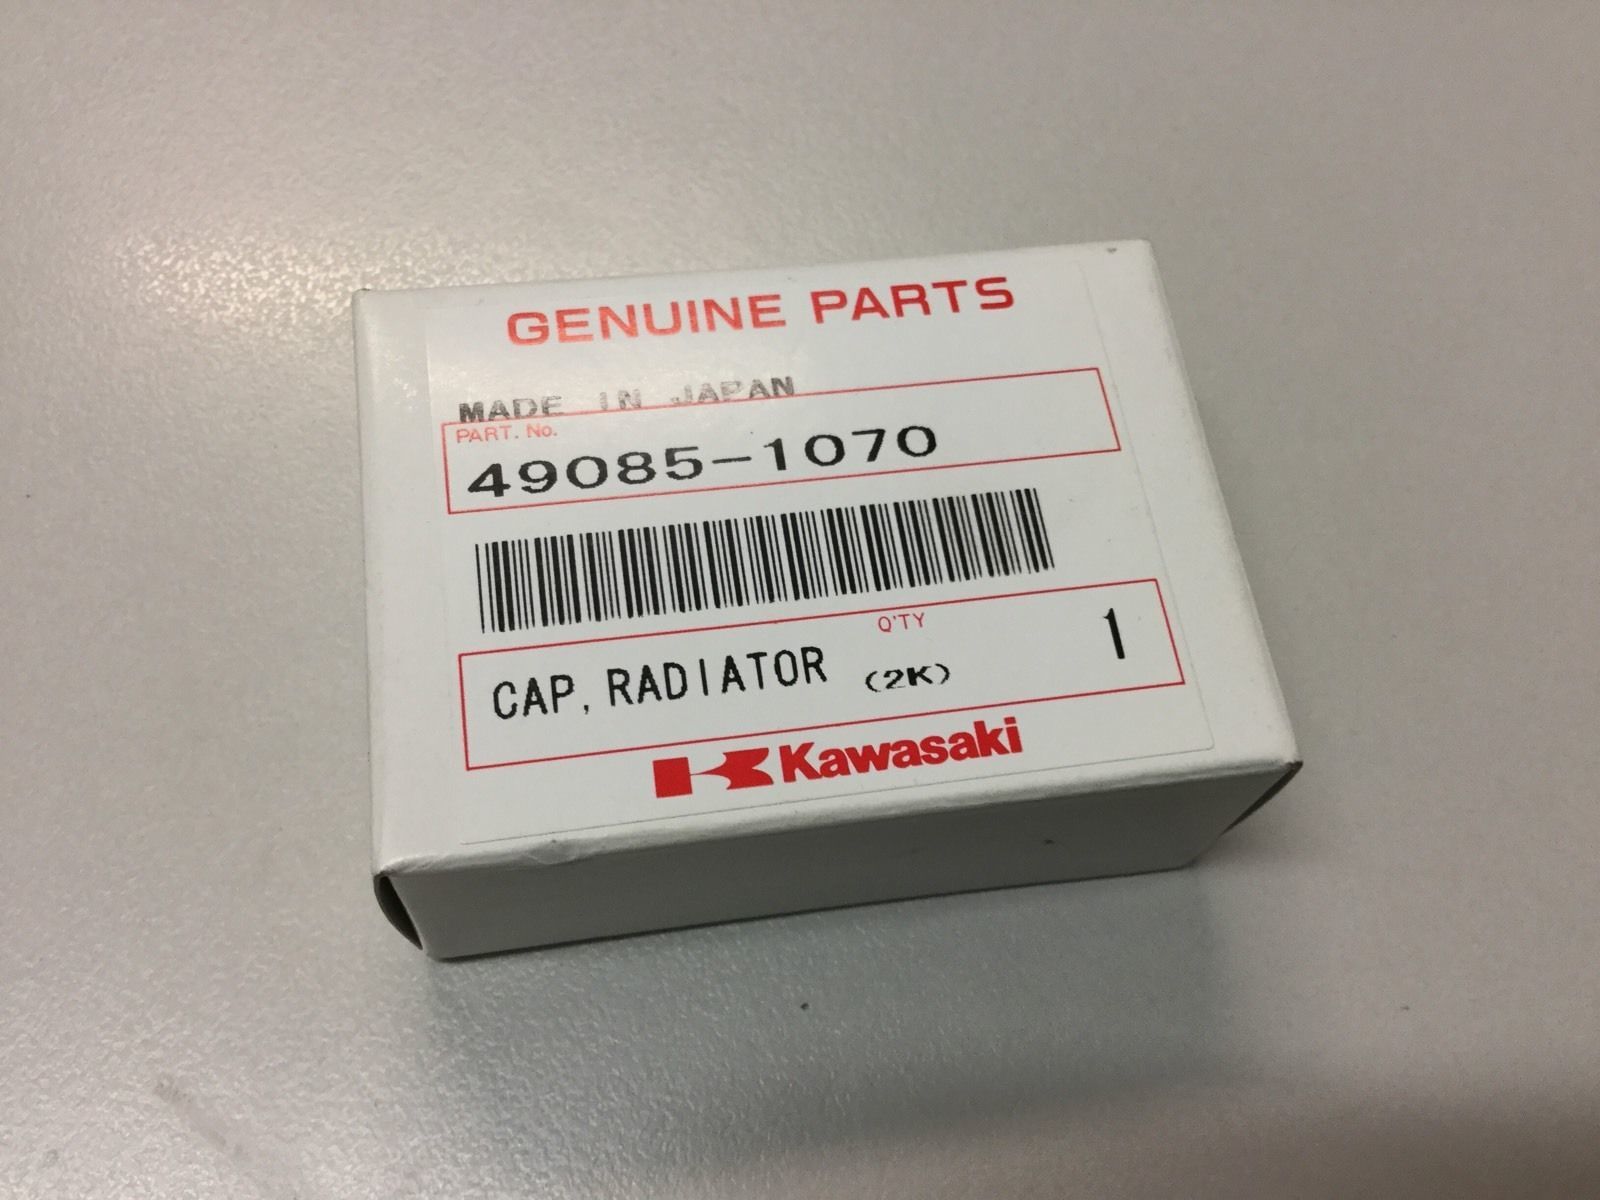 GENUINE PARTS
MADE IN JAPAN
PART. No.
49085-1070
Q'TY
CAP, RADIATOR (2K) 1
Kawasaki